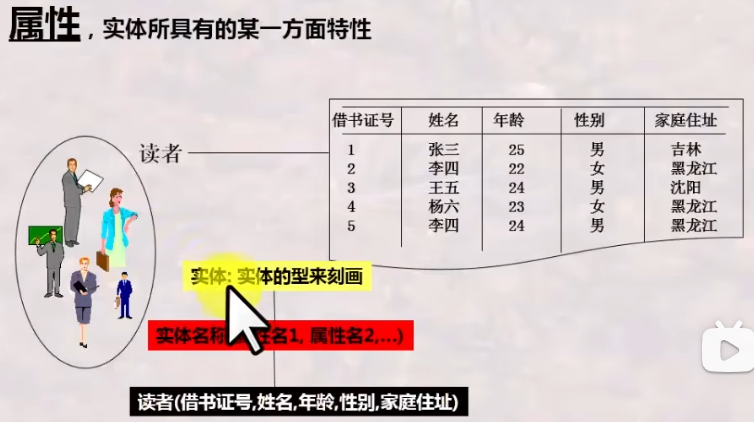 属性，实体所具有的某一方面特性
读者
借书证号 姓名 年龄 性别 家庭住址
1 张三 25 男 吉林
2 李四 22 女 黑龙江
3 王五 24 男 沈阳
4 杨六 23 女 黑龙江
5 李四 24 男 黑龙江
实体: 实体的型来刻画
实体名称 性名1, 属性名2,...)
读者(借书证号,姓名,年龄,性别,家庭住址)